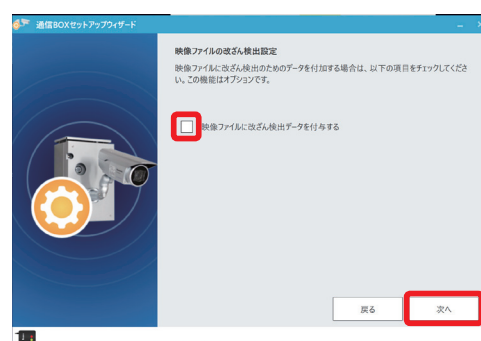 通信BOXセットアップウィザード
映像ファイルの改ざん検出設定
映像ファイルに改ざん検出のためのデータを付加する場合は、以下の項目をチェックしてくださ
い。この機能はオプションです。
映像ファイルに改ざん検出データを付与する
戻る
次へ